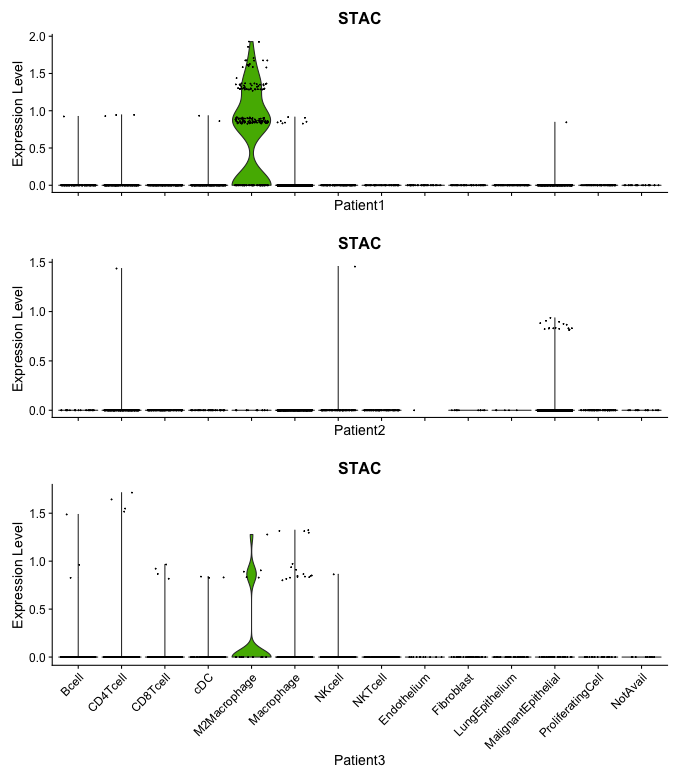 STAC
Expression Level
2.0
1.5
1.0
0.5
0.0
Patient1
STAC
Expression Level
1.5
1.0
0.5
0.0
Patient2
STAC
Expression Level
1.5
1.0
0.5
0.0
Bcell
CD4Tcell
CD8Tcell
cDC
M2Macrophage
Macrophage
NKcell
NKTcell
Endothelium
Fibroblast
LungEpithelium
MalignantEpithelial
ProliferatingCell
NotAvail
Patient3